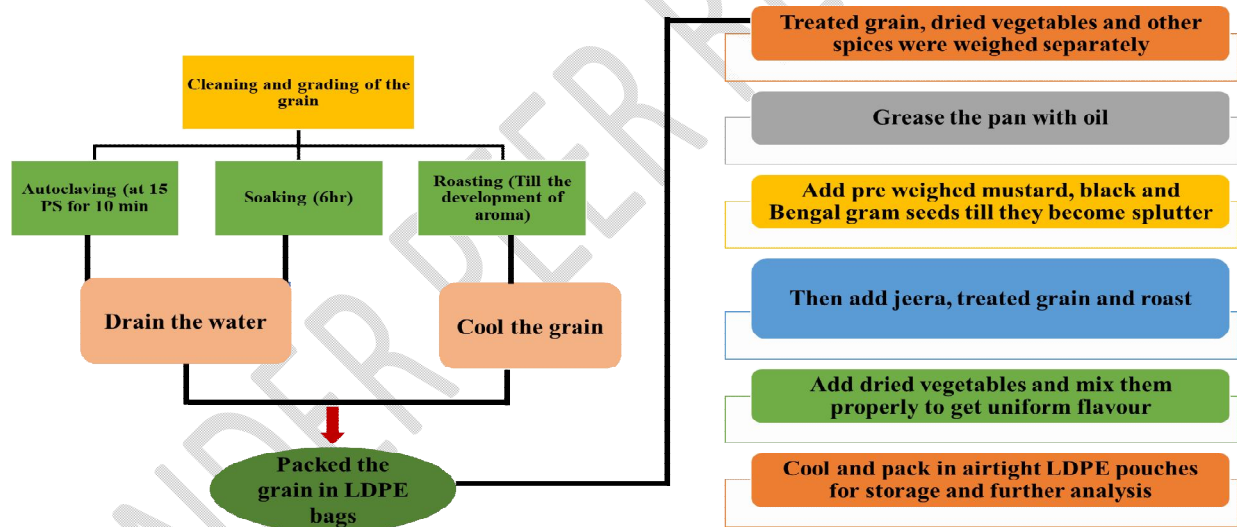 Cleaning and grading of the
grain
Autoclaving (at 15
PS for 10 min
Soaking (6hr)
Roasting (Till the
development of
aroma)
Drain the water
Cool the grain
Packed the
grain in LDPE
bags
Treated grain, dried vegetables and other
spices were weighed separately
Grease the pan with oil
Add pre weighed mustard, black and
Bengal gram seeds till they become splutter
Then add jeera, treated grain and roast
Add dried vegetables and mix them
properly to get uniform flavour
Cool and pack in airtight LDPE pouches
for storage and further analysis
UNDER PEER